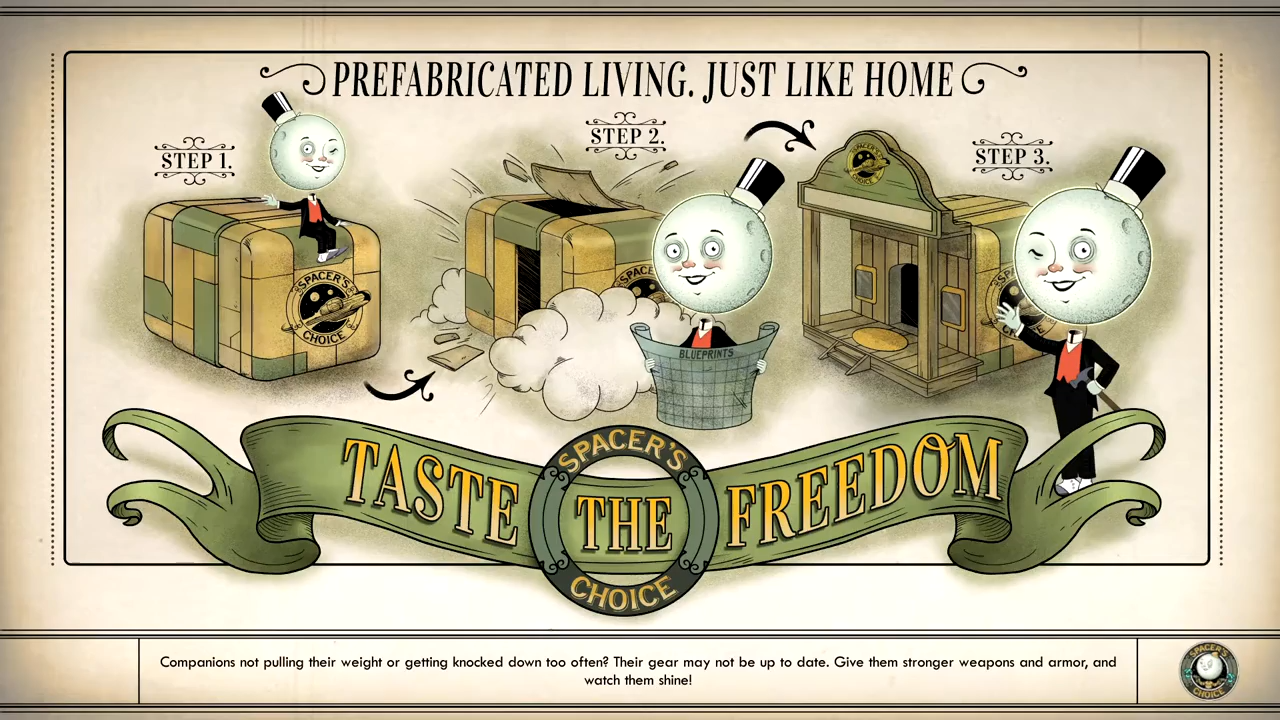 PREFABRICATED LIVING. JUST LIKE HOME
STEP 1.
STEP 2.
STEP 3.
SPACER'S
CHOICE
SPACER'S
SPACER'S
CHOICE
BLUEPRINTS
TASTE THE FREEDOM
SPACER'S
CHOICE
Companions not pulling their weight or getting knocked down too often? Their gear may not be up to date. Give them stronger weapons and armor, and
watch them shine!
SPACER'S
CHOICE